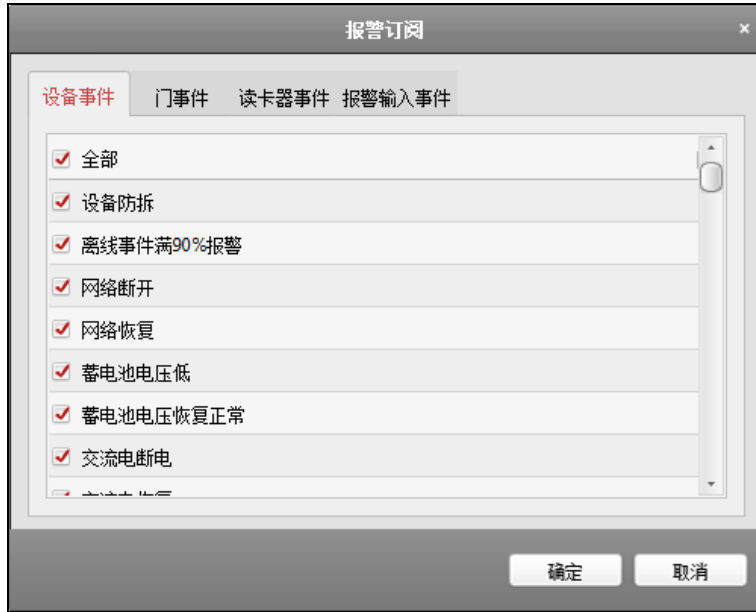 报警订阅
×
设备事件 门事件 读卡器事件 报警输入事件
全部
设备防拆
离线事件满90%报警
网络断开
网络恢复
蓄电池电压低
蓄电池电压恢复正常
交流电断电
确定 取消